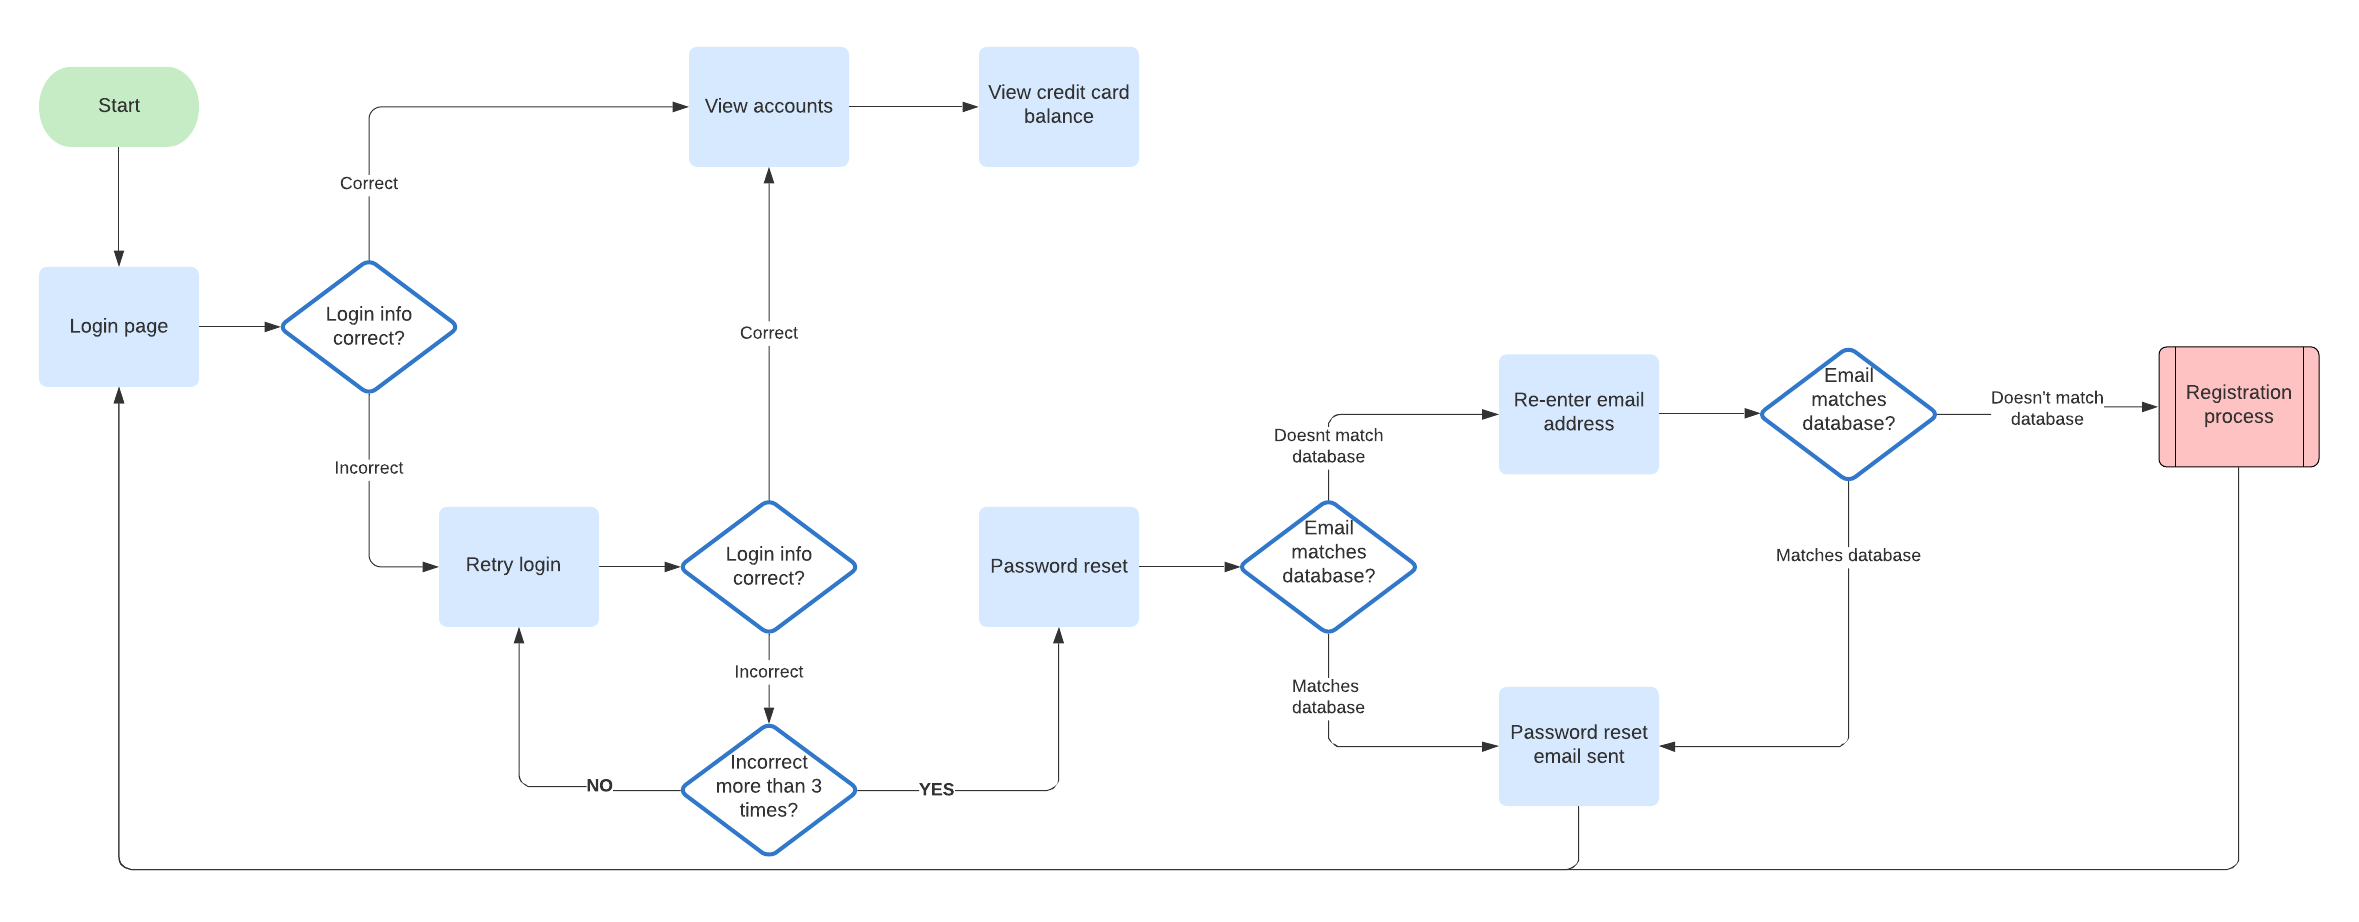 Start
View accounts
View credit card
balance
Correct
Login page
Login info
correct?
Correct
Incorrect
Retry login
Login info
correct?
Incorrect
Incorrect
more than 3
times?
NO
YES
Password reset
Email
matches
database?
Doesnt match
database
Matches
database
Re-enter email
address
Email
matches
database?
Doesn't match
database
Registration
process
Matches database
Password reset
email sent